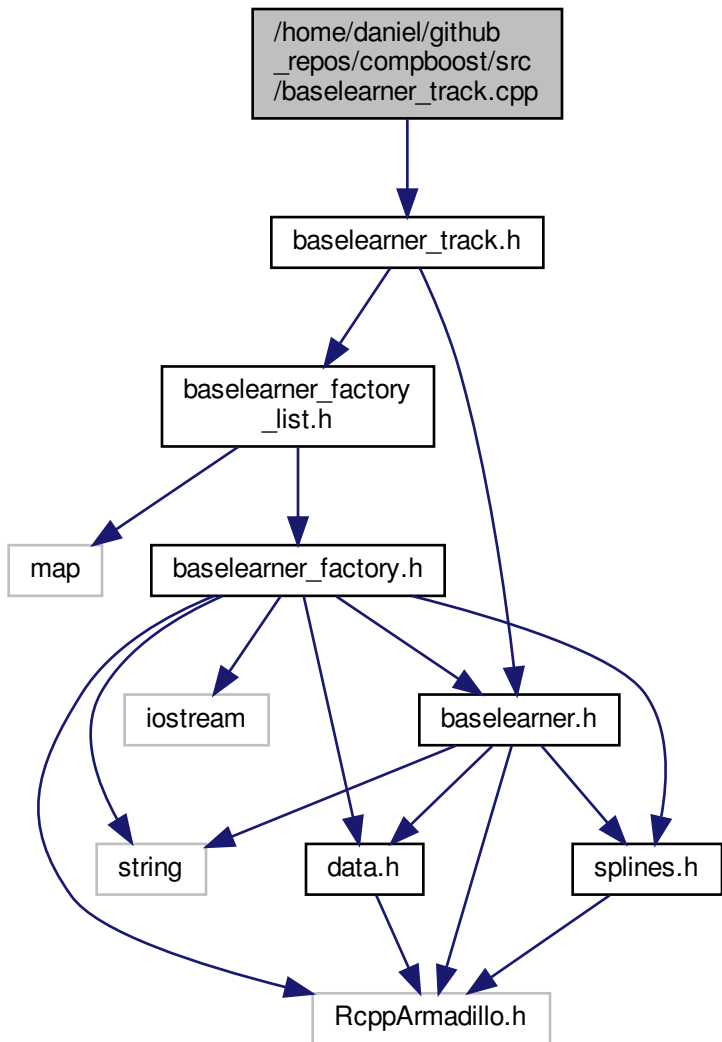 /home/daniel/github
_repos/compboost/src
/baselearner_track.cpp
baselearner_track.h
baselearner_factory
_list.h
map
baselearner_factory.h
iostream
baselearner.h
string
data.h
splines.h
RcppArmadillo.h